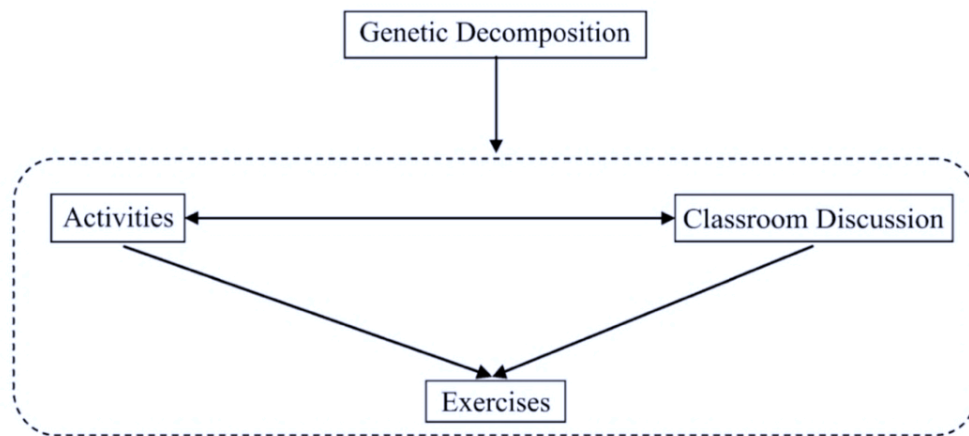 Genetic Decomposition
Activities
Classroom Discussion
Exercises